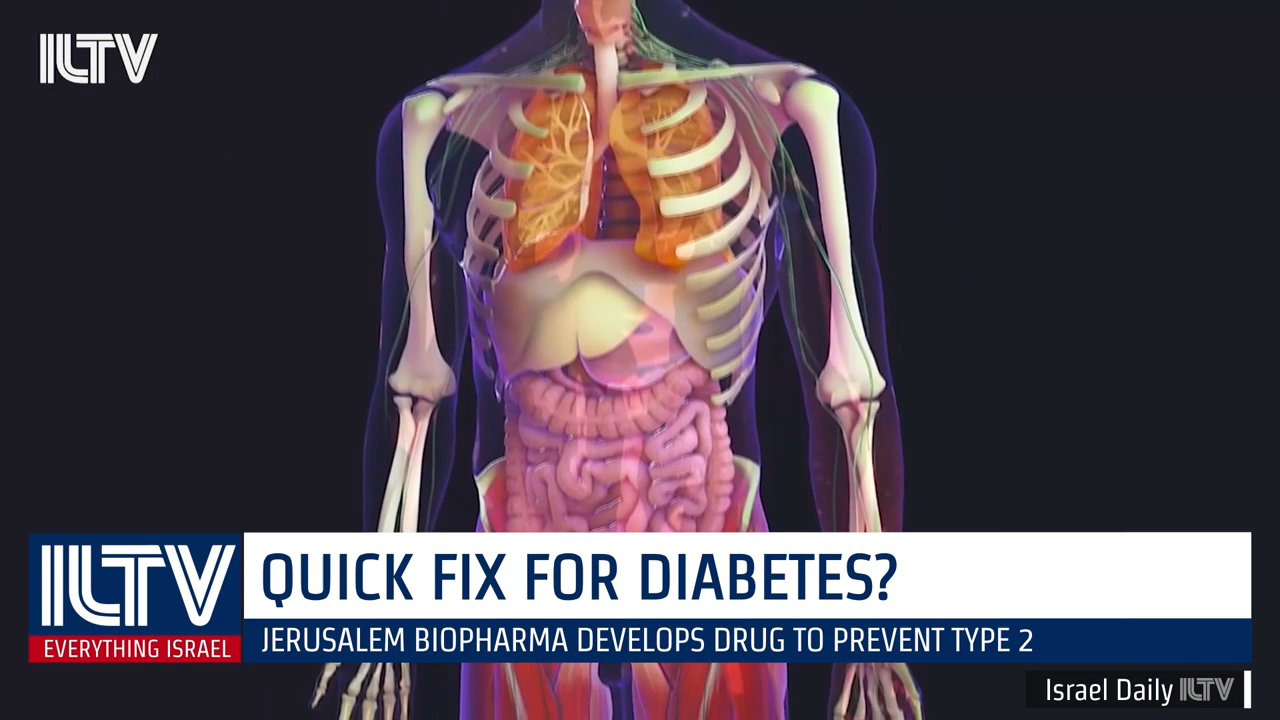 ILTV
ILTV
QUICK FIX FOR DIABETES?
EVERYTHING ISRAEL
JERUSALEM BIOPHARMA DEVELOPS DRUG TO PREVENT TYPE 2
Israel Daily ILTV